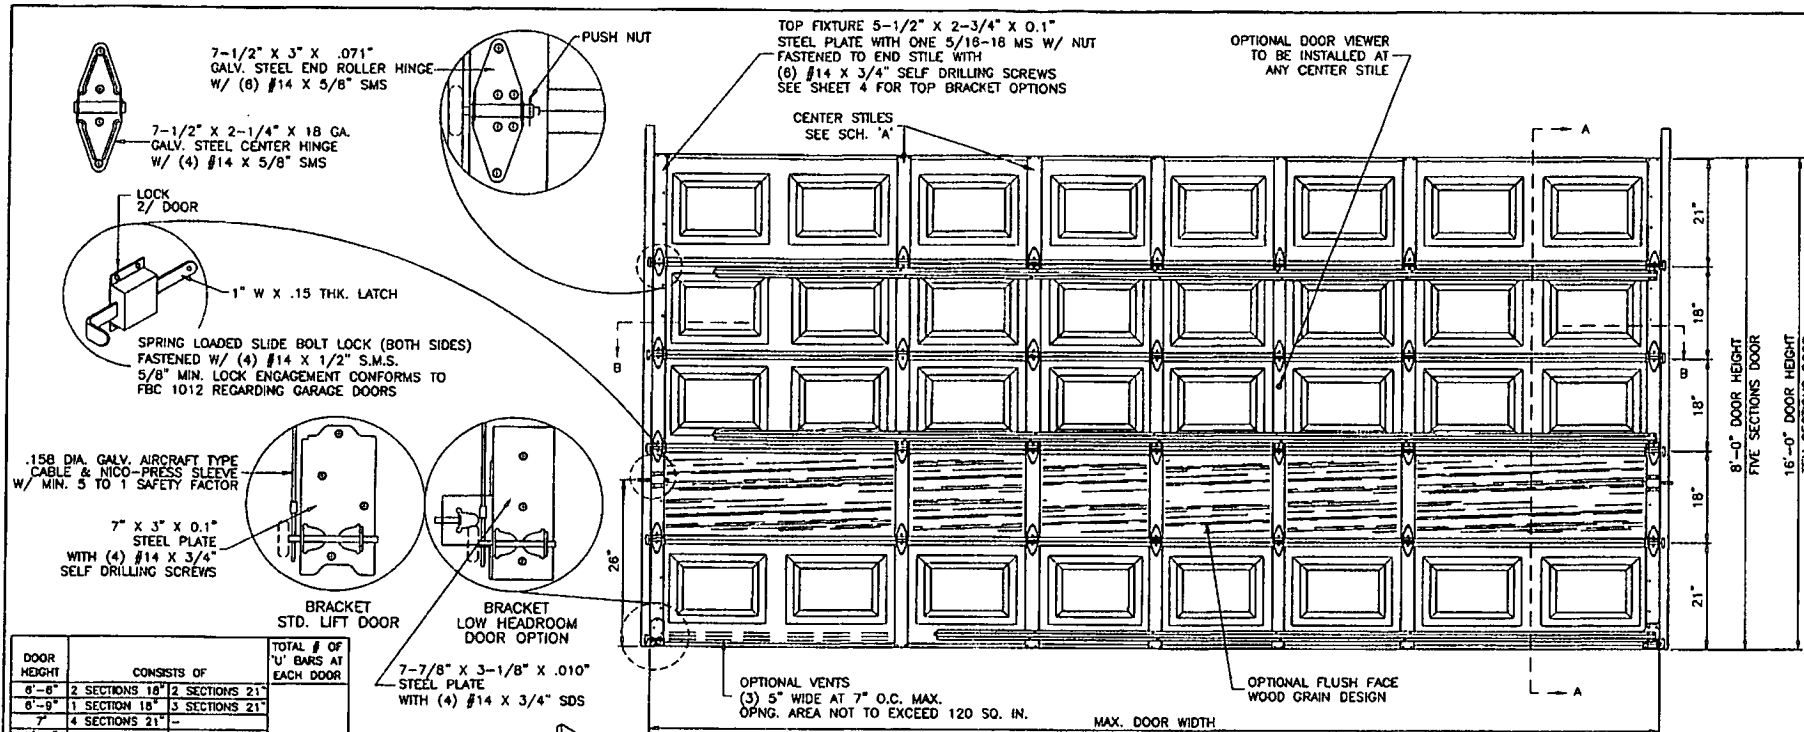 7-1/2" X 3" X .071"
GALV. STEEL END ROLLER HINGE
W/ (6) #14 X 5/8" SMS
PUSH NUT
7-1/2" X 2-1/4" X 18 GA.
GALV. STEEL CENTER HINGE
W/ (4) #14 X 5/8" SMS
TOP FIXTURE 5-1/2" X 2-3/4" X 0.1"
STEEL PLATE WITH ONE 5/16-18 MS W/ NUT
FASTENED TO END STILE WITH
(6) #14 X 3/4" SELF DRILLING SCREWS
SEE SHEET 4 FOR TOP BRACKET OPTIONS
CENTER STILES
SEE SCH. 'A'
OPTIONAL DOOR VIEWER
TO BE INSTALLED AT
ANY CENTER STILE
A
LOCK
2/ DOOR
1" W X .15 THK. LATCH
SPRING LOADED SLIDE BOLT LOCK (BOTH SIDES)
FASTENED W/ (4) #14 X 1/2" S.M.S.
5/8" MIN. LOCK ENGAGEMENT CONFORMS TO
FBC 1012 REGARDING GARAGE DOORS
B
B
21"
18"
18"
18"
21"
8'-0" DOOR HEIGHT
FIVE SECTIONS DOOR
16'-0" DOOR HEIGHT
.158 DIA. GALV. AIRCRAFT TYPE
CABLE & NICO-PRESS SLEEVE
W/ MIN. 5 TO 1 SAFETY FACTOR
7" X 3" X 0.1"
STEEL PLATE
WITH (4) #14 X 3/4"
SELF DRILLING SCREWS
BRACKET
STD. LIFT DOOR
BRACKET
LOW HEADROOM
DOOR OPTION
26"
7-7/8" X 3-1/8" X .010"
STEEL PLATE
WITH (4) #14 X 3/4" SDS
OPTIONAL VENTS
(3) 5" WIDE AT 7" O.C. MAX.
OPNG. AREA NOT TO EXCEED 120 SQ. IN.
OPTIONAL FLUSH FACE
WOOD GRAIN DESIGN
A
MAX. DOOR WIDTH
DOOR HEIGHT CONSISTS OF TOTAL # OF 'U' BARS AT EACH DOOR
6'-6" 2 SECTIONS 18" 2 SECTIONS 21"
6'-9" 1 SECTION 18" 3 SECTIONS 21"
7' 4 SECTIONS 21" -